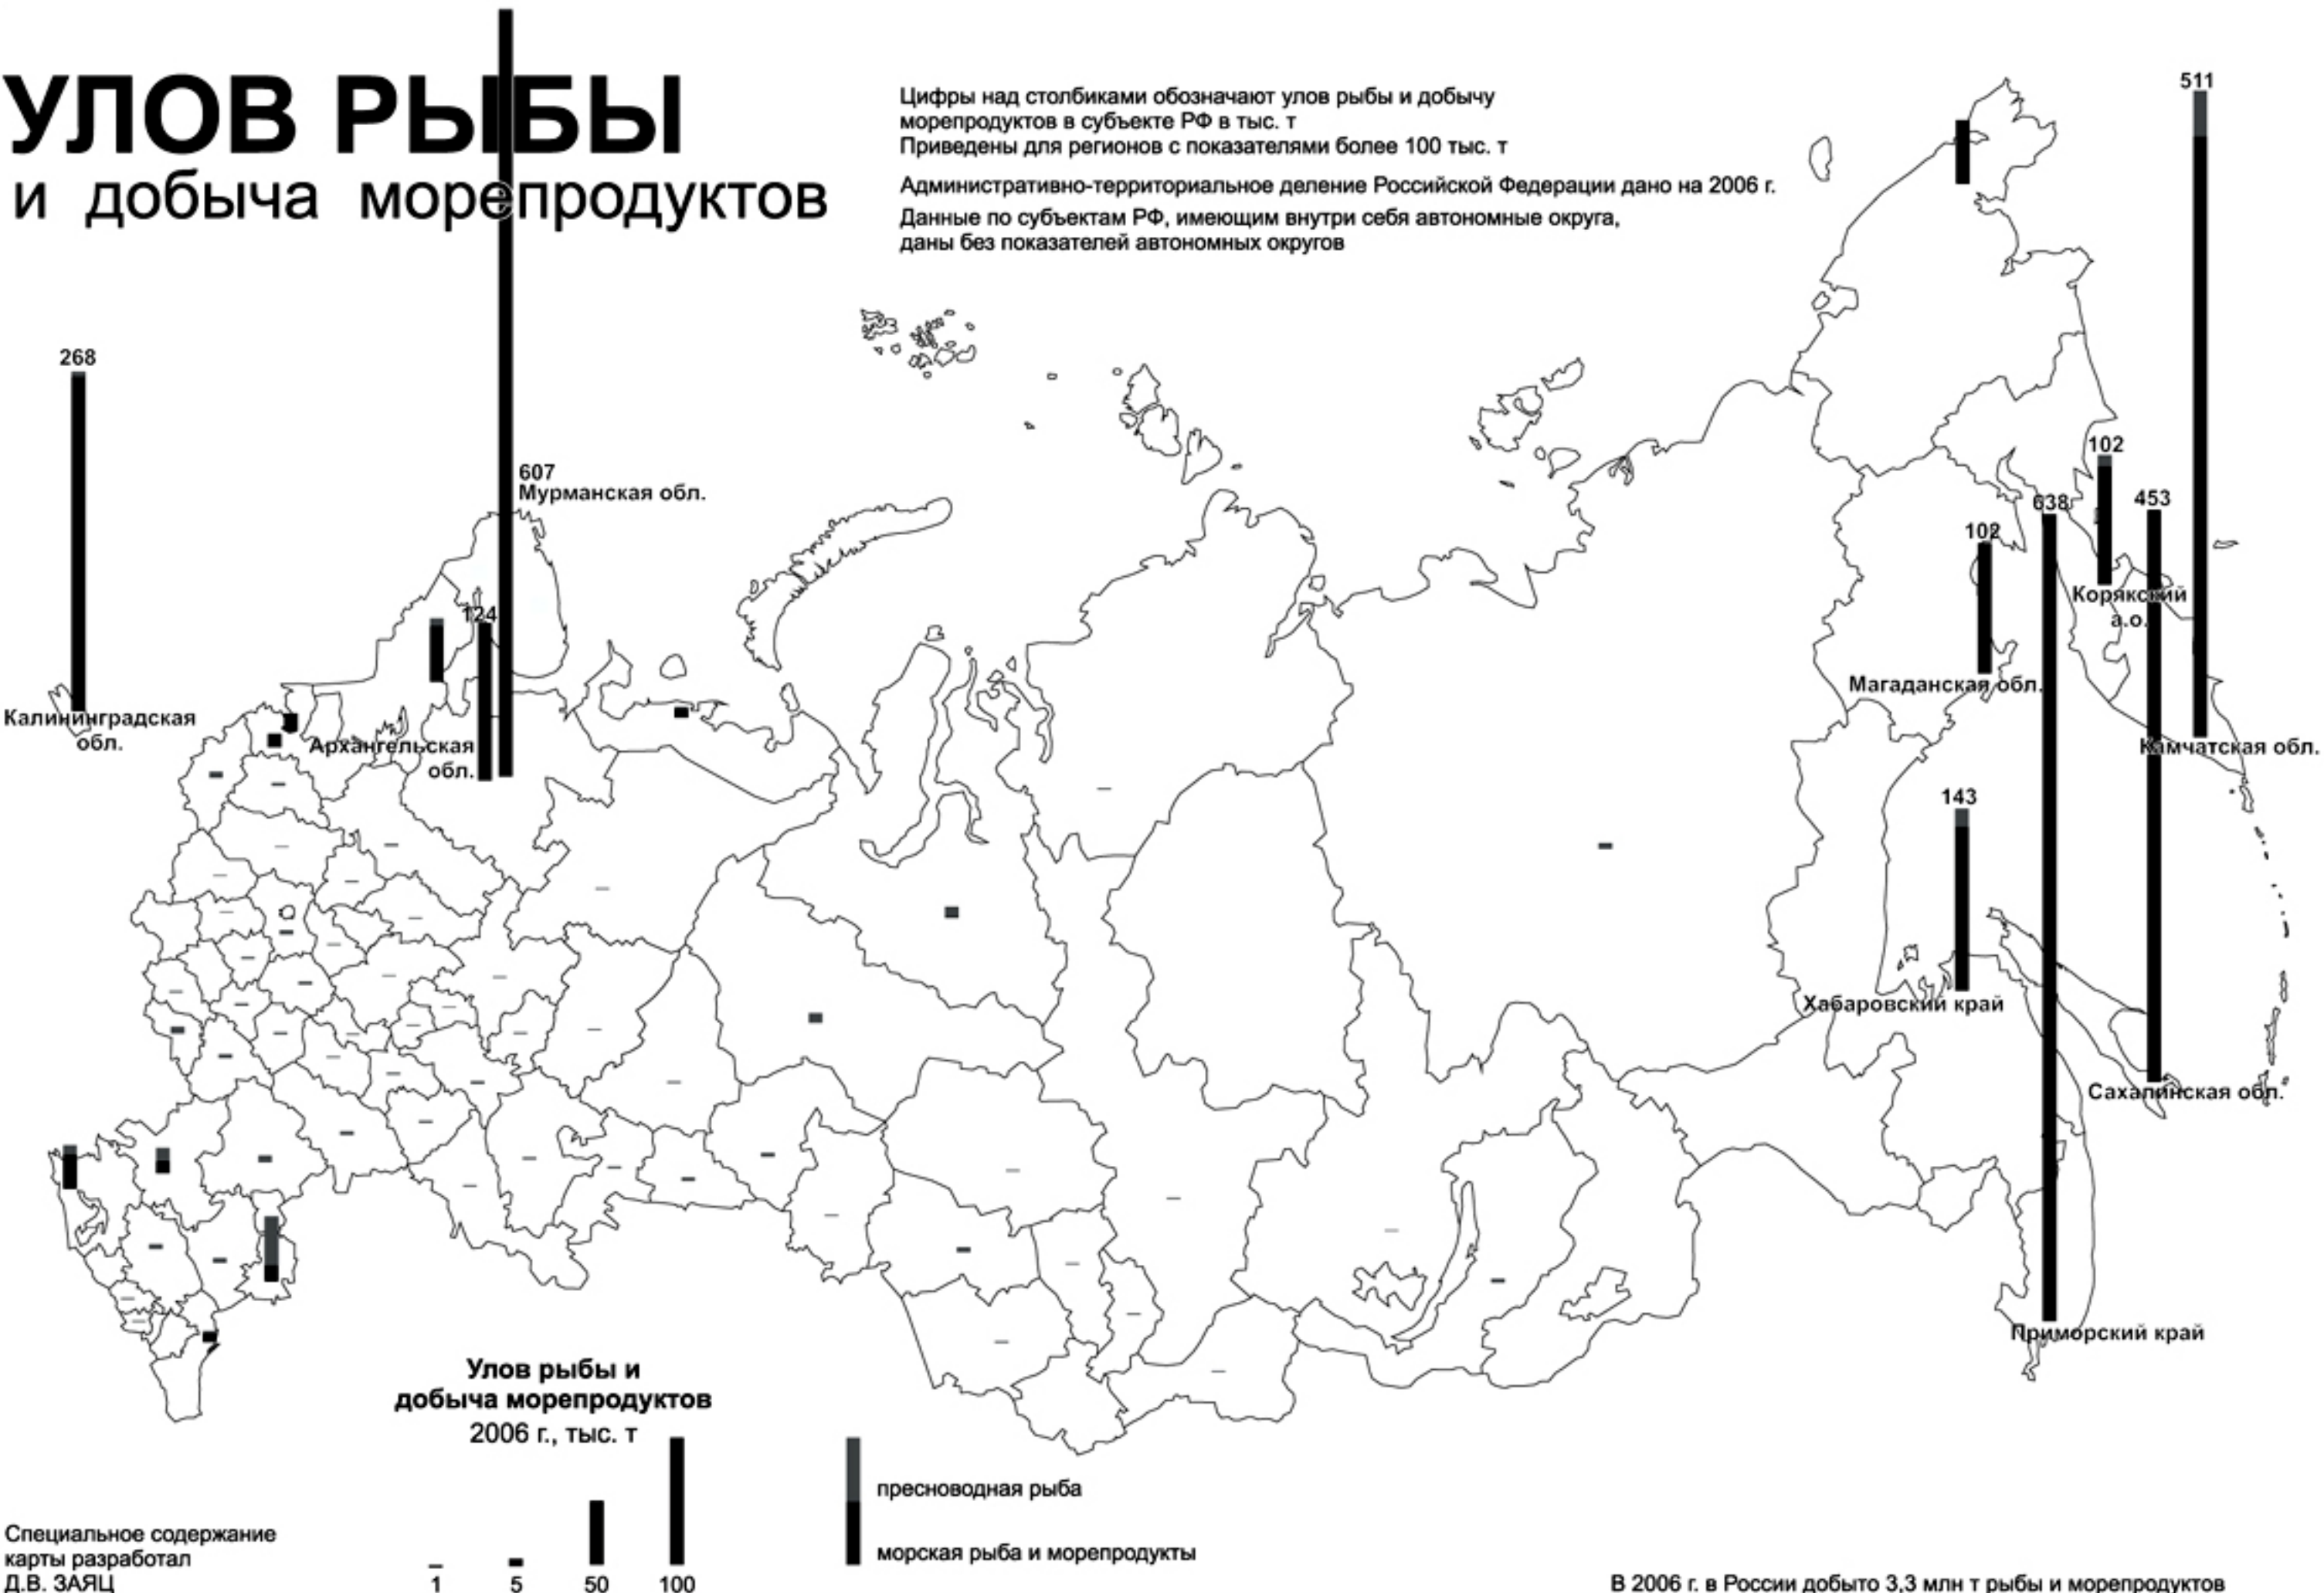 УЛОВ РЫБЫ
и добыча морепродуктов
Цифры над столбиками обозначают улов рыбы и добычу
морепродуктов в субъекте РФ в тыс. т
Приведены для регионов с показателями более 100 тыс. т
Административно-территориальное деление Российской Федерации дано на 2006 г.
Данные по субъектам РФ, имеющим внутри себя автономные округа,
даны без показателей автономных округов
511
268
607
Мурманская обл.
102
453
638
102
Корякский
а.о.
124
Магаданская обл.
Калининградская
обл.
Архангельская
обл.
Камчатская обл.
143
Хабаровский край
Сахалинская обл.
Приморский край
Улов рыбы и
добыча морепродуктов
2006 г., тыс. т
1
5
50
100
пресноводная рыба
морская рыба и морепродукты
Специальное содержание
карты разработал
Д.В. ЗАЯЦ
В 2006 г. в России добыто 3,3 млн т рыбы и морепродуктов